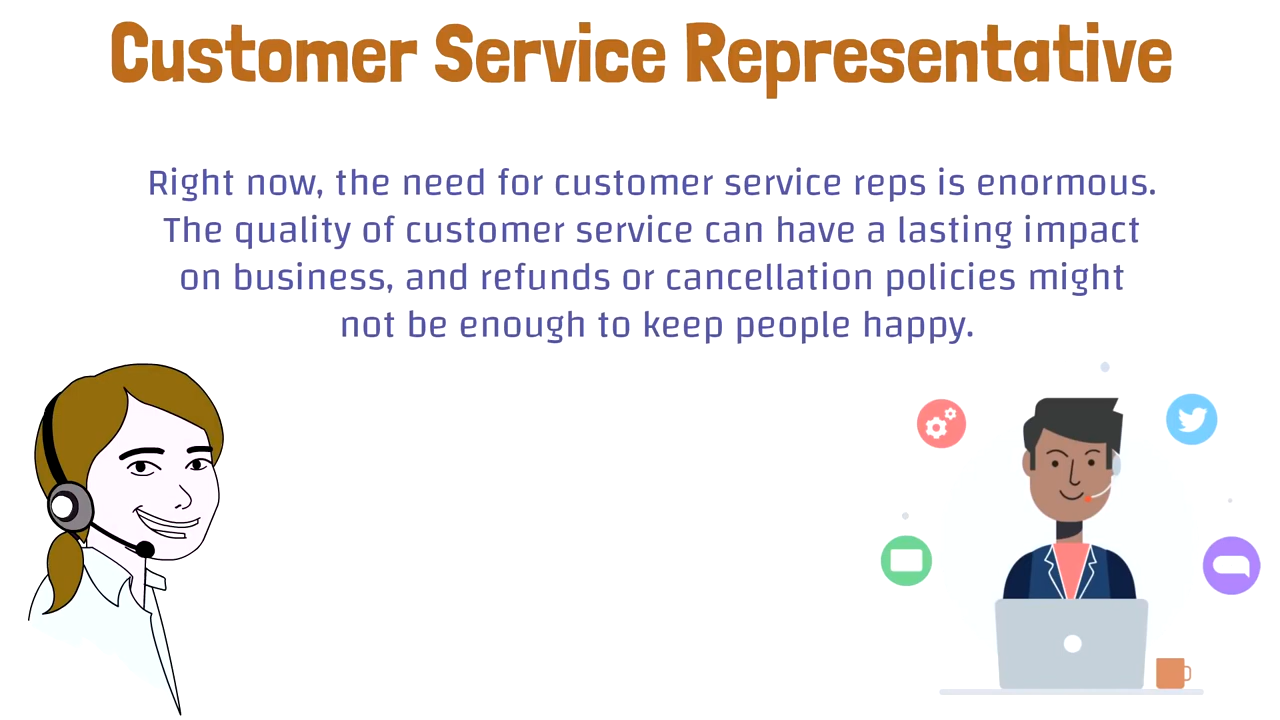 Customer Service Representative
Right now, the need for customer service reps is enormous.
The quality of customer service can have a lasting impact
on business, and refunds or cancellation policies might
not be enough to keep people happy.